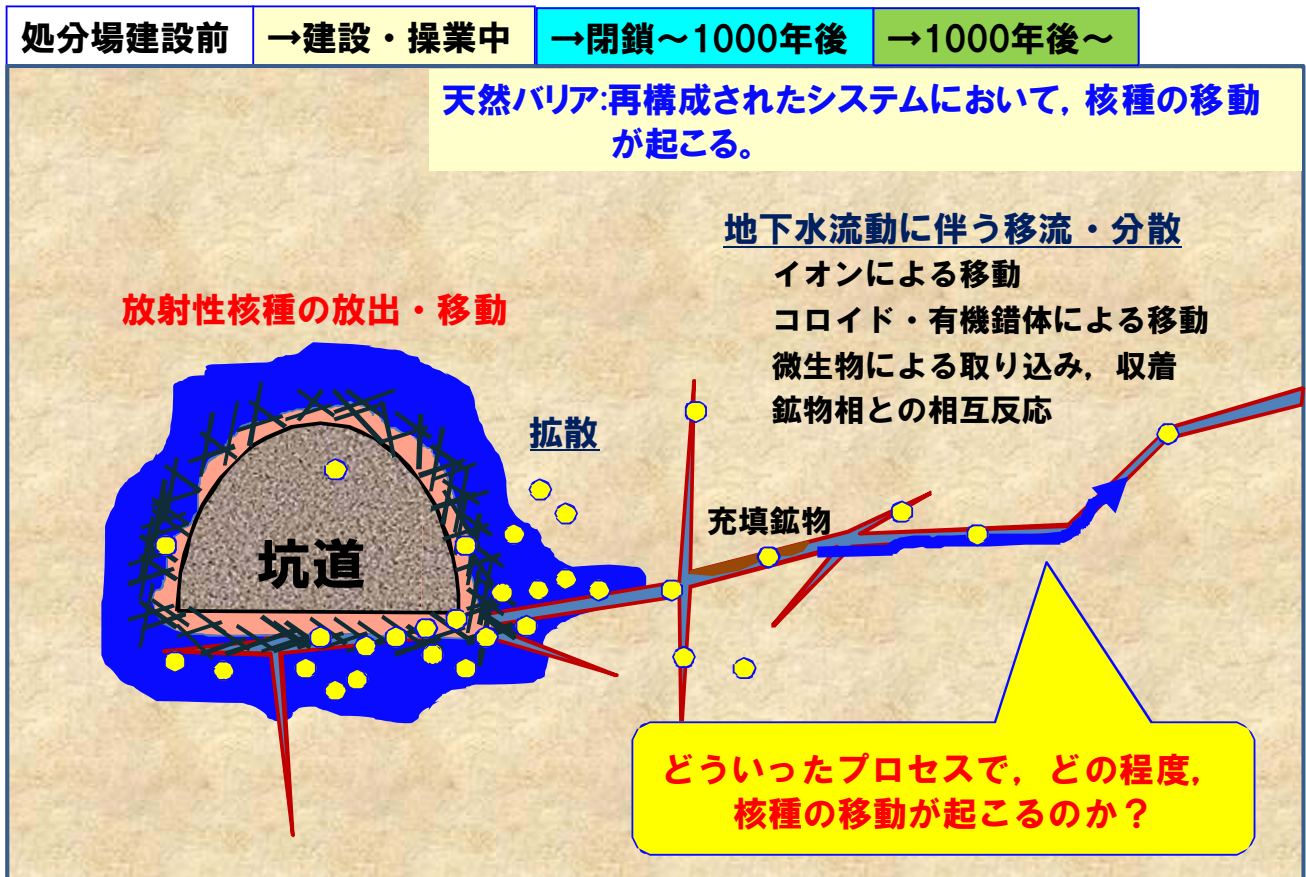 処分場建設前 →建設・操業中 →閉鎖～1000年後 →1000年後～
天然バリア:再構成されたシステムにおいて，核種の移動
が起こる。
地下水流動に伴う移流・分散
イオンによる移動
コロイド・有機錯体による移動
微生物による取り込み，収着
鉱物相との相互反応
放射性核種の放出・移動
拡散
充填鉱物
坑道
どういったプロセスで，どの程度，
核種の移動が起こるのか？